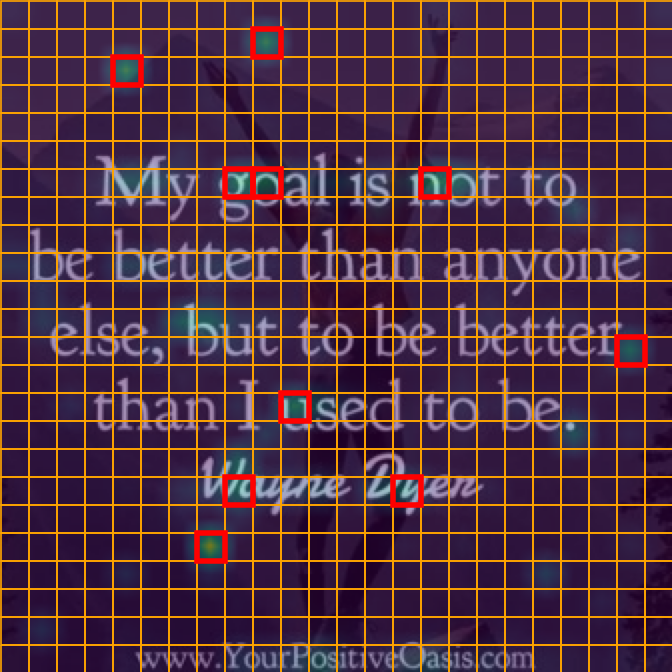 My goal is not to
be better than anyone
else, but to be better
than I used to be.
Wayne Dyer
www.YourPositiveOasis.com